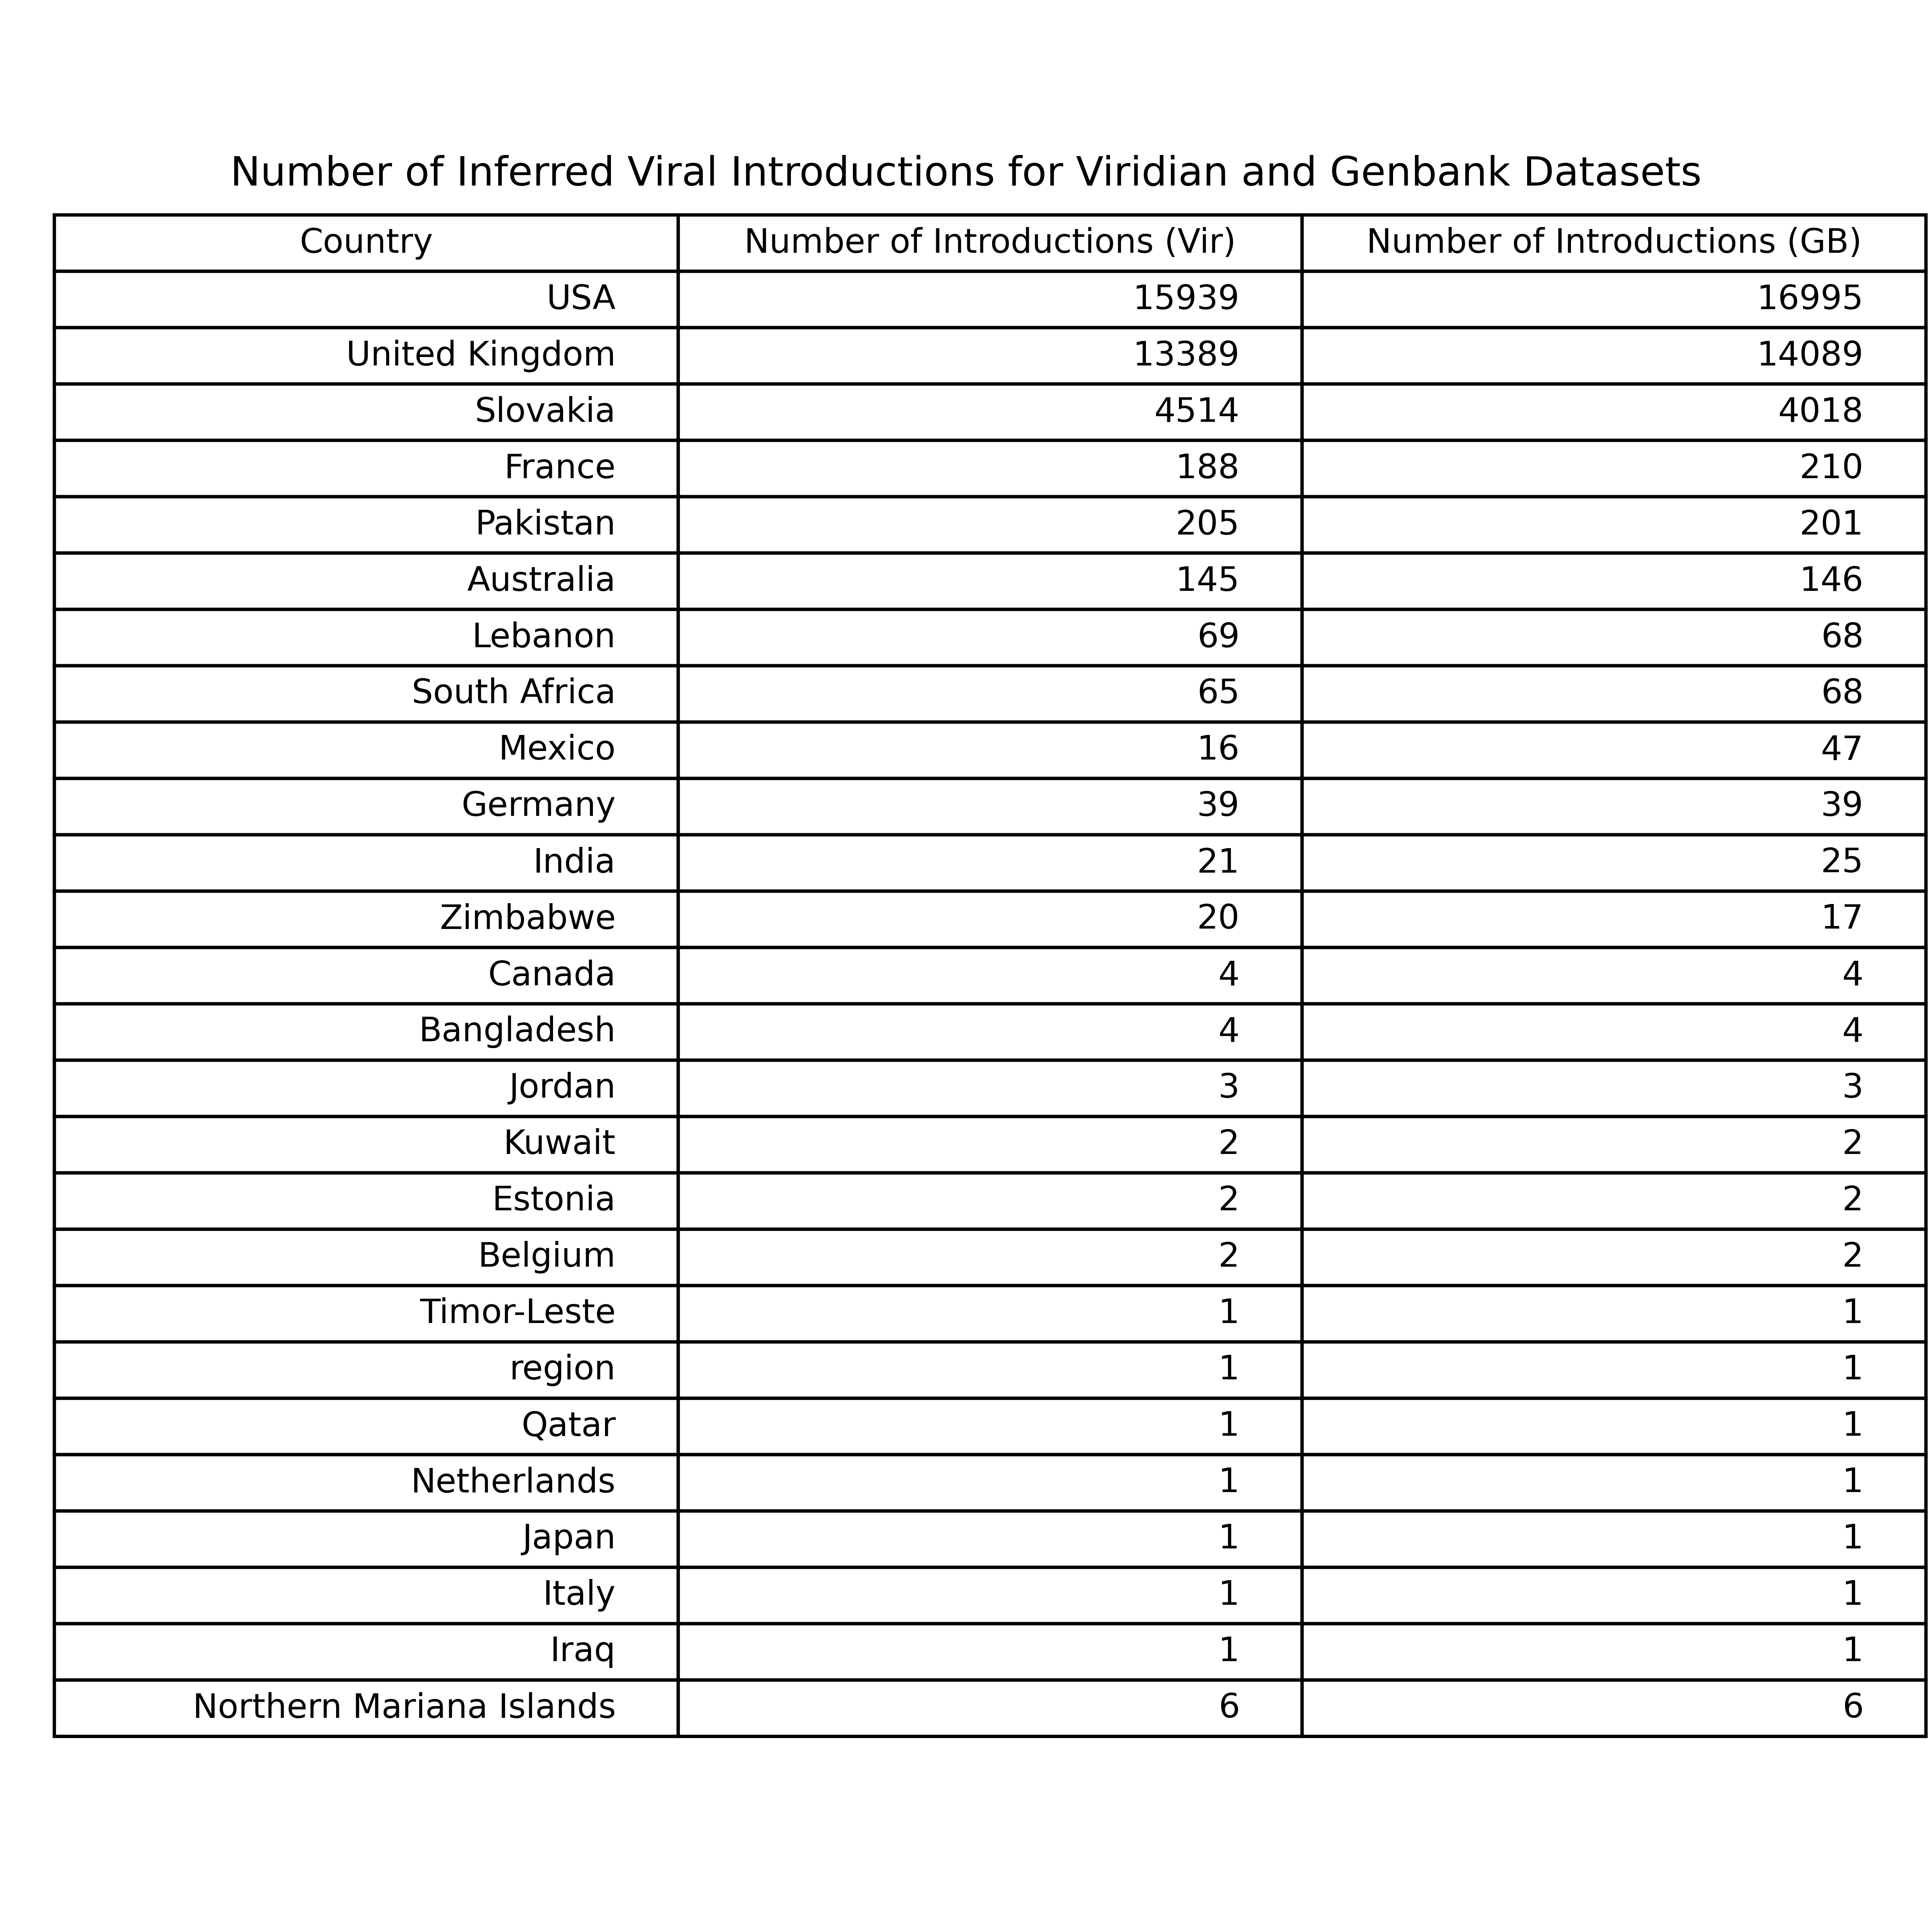 Number of Inferred Viral Introductions for Viridian and Genbank Datasets
Country Number of Introductions (Vir) Number of Introductions (GB)
USA 15939 16995
United Kingdom 13389 14089
Slovakia 4514 4018
France 188 210
Pakistan 205 201
Australia 145 146
Lebanon 69 68
South Africa 65 68
Mexico 16 47
Germany 39 39
India 21 25
Zimbabwe 20 17
Canada 4 4
Bangladesh 4 4
Jordan 3 3
Kuwait 2 2
Estonia 2 2
Belgium 2 2
Timor-Leste 1 1
region 1 1
Qatar 1 1
Netherlands 1 1
Japan 1 1
Italy 1 1
Iraq 1 1
Northern Mariana Islands 6 6